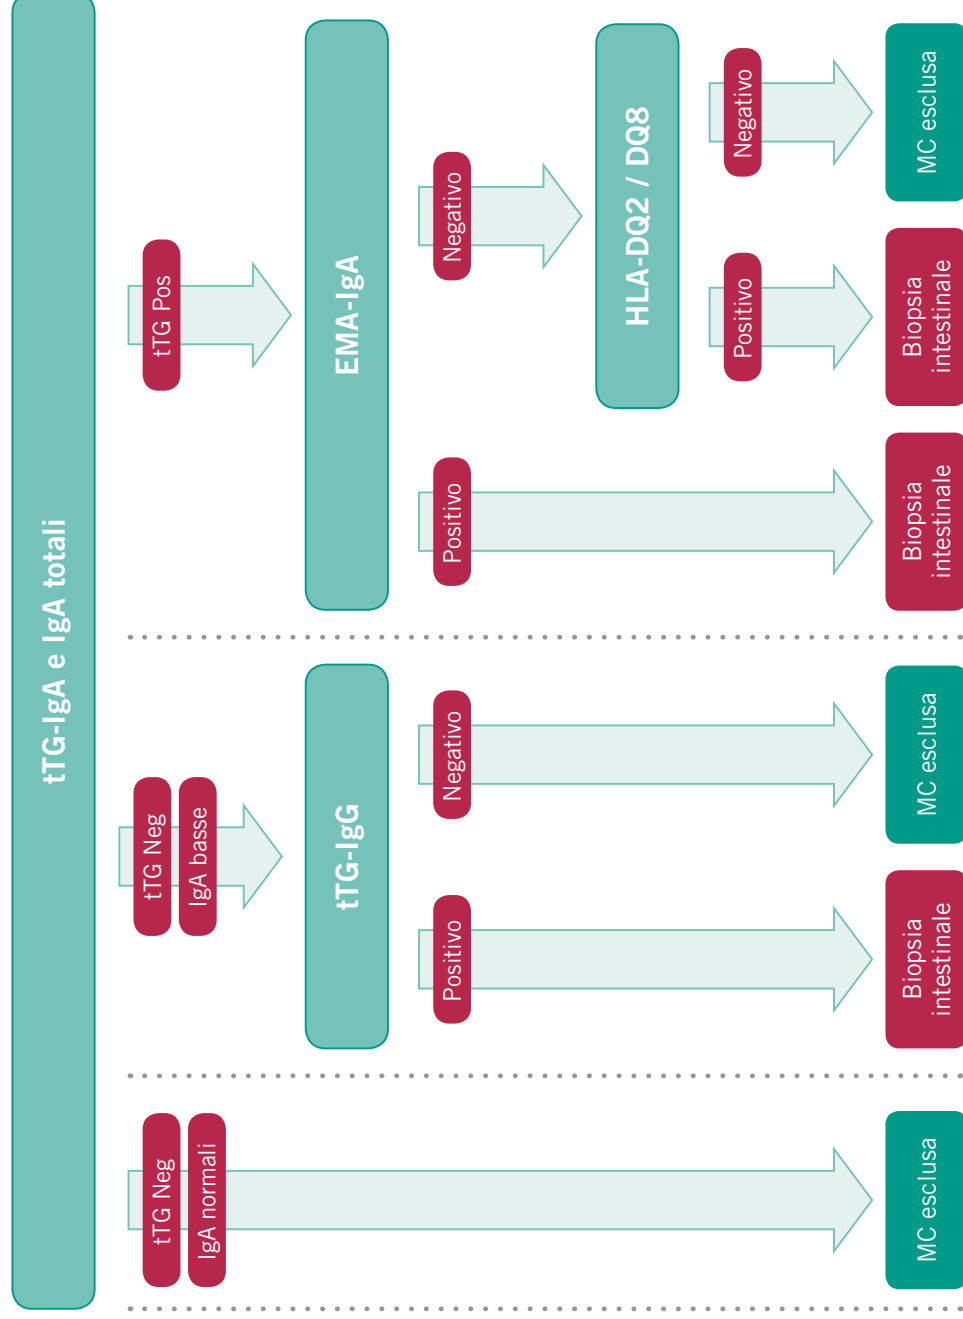 tTG-IgA e IgA totali
tTG Neg
IgA normali
MC esclusa
tTG Neg
IgA basse
tTG-IgG
Positivo
Biopsia
intestinale
Negativo
MC esclusa
tTG Pos
EMA-IgA
Positivo
Biopsia
intestinale
Negativo
HLA-DQ2 / DQ8
Positivo
Biopsia
intestinale
Negativo
MC esclusa